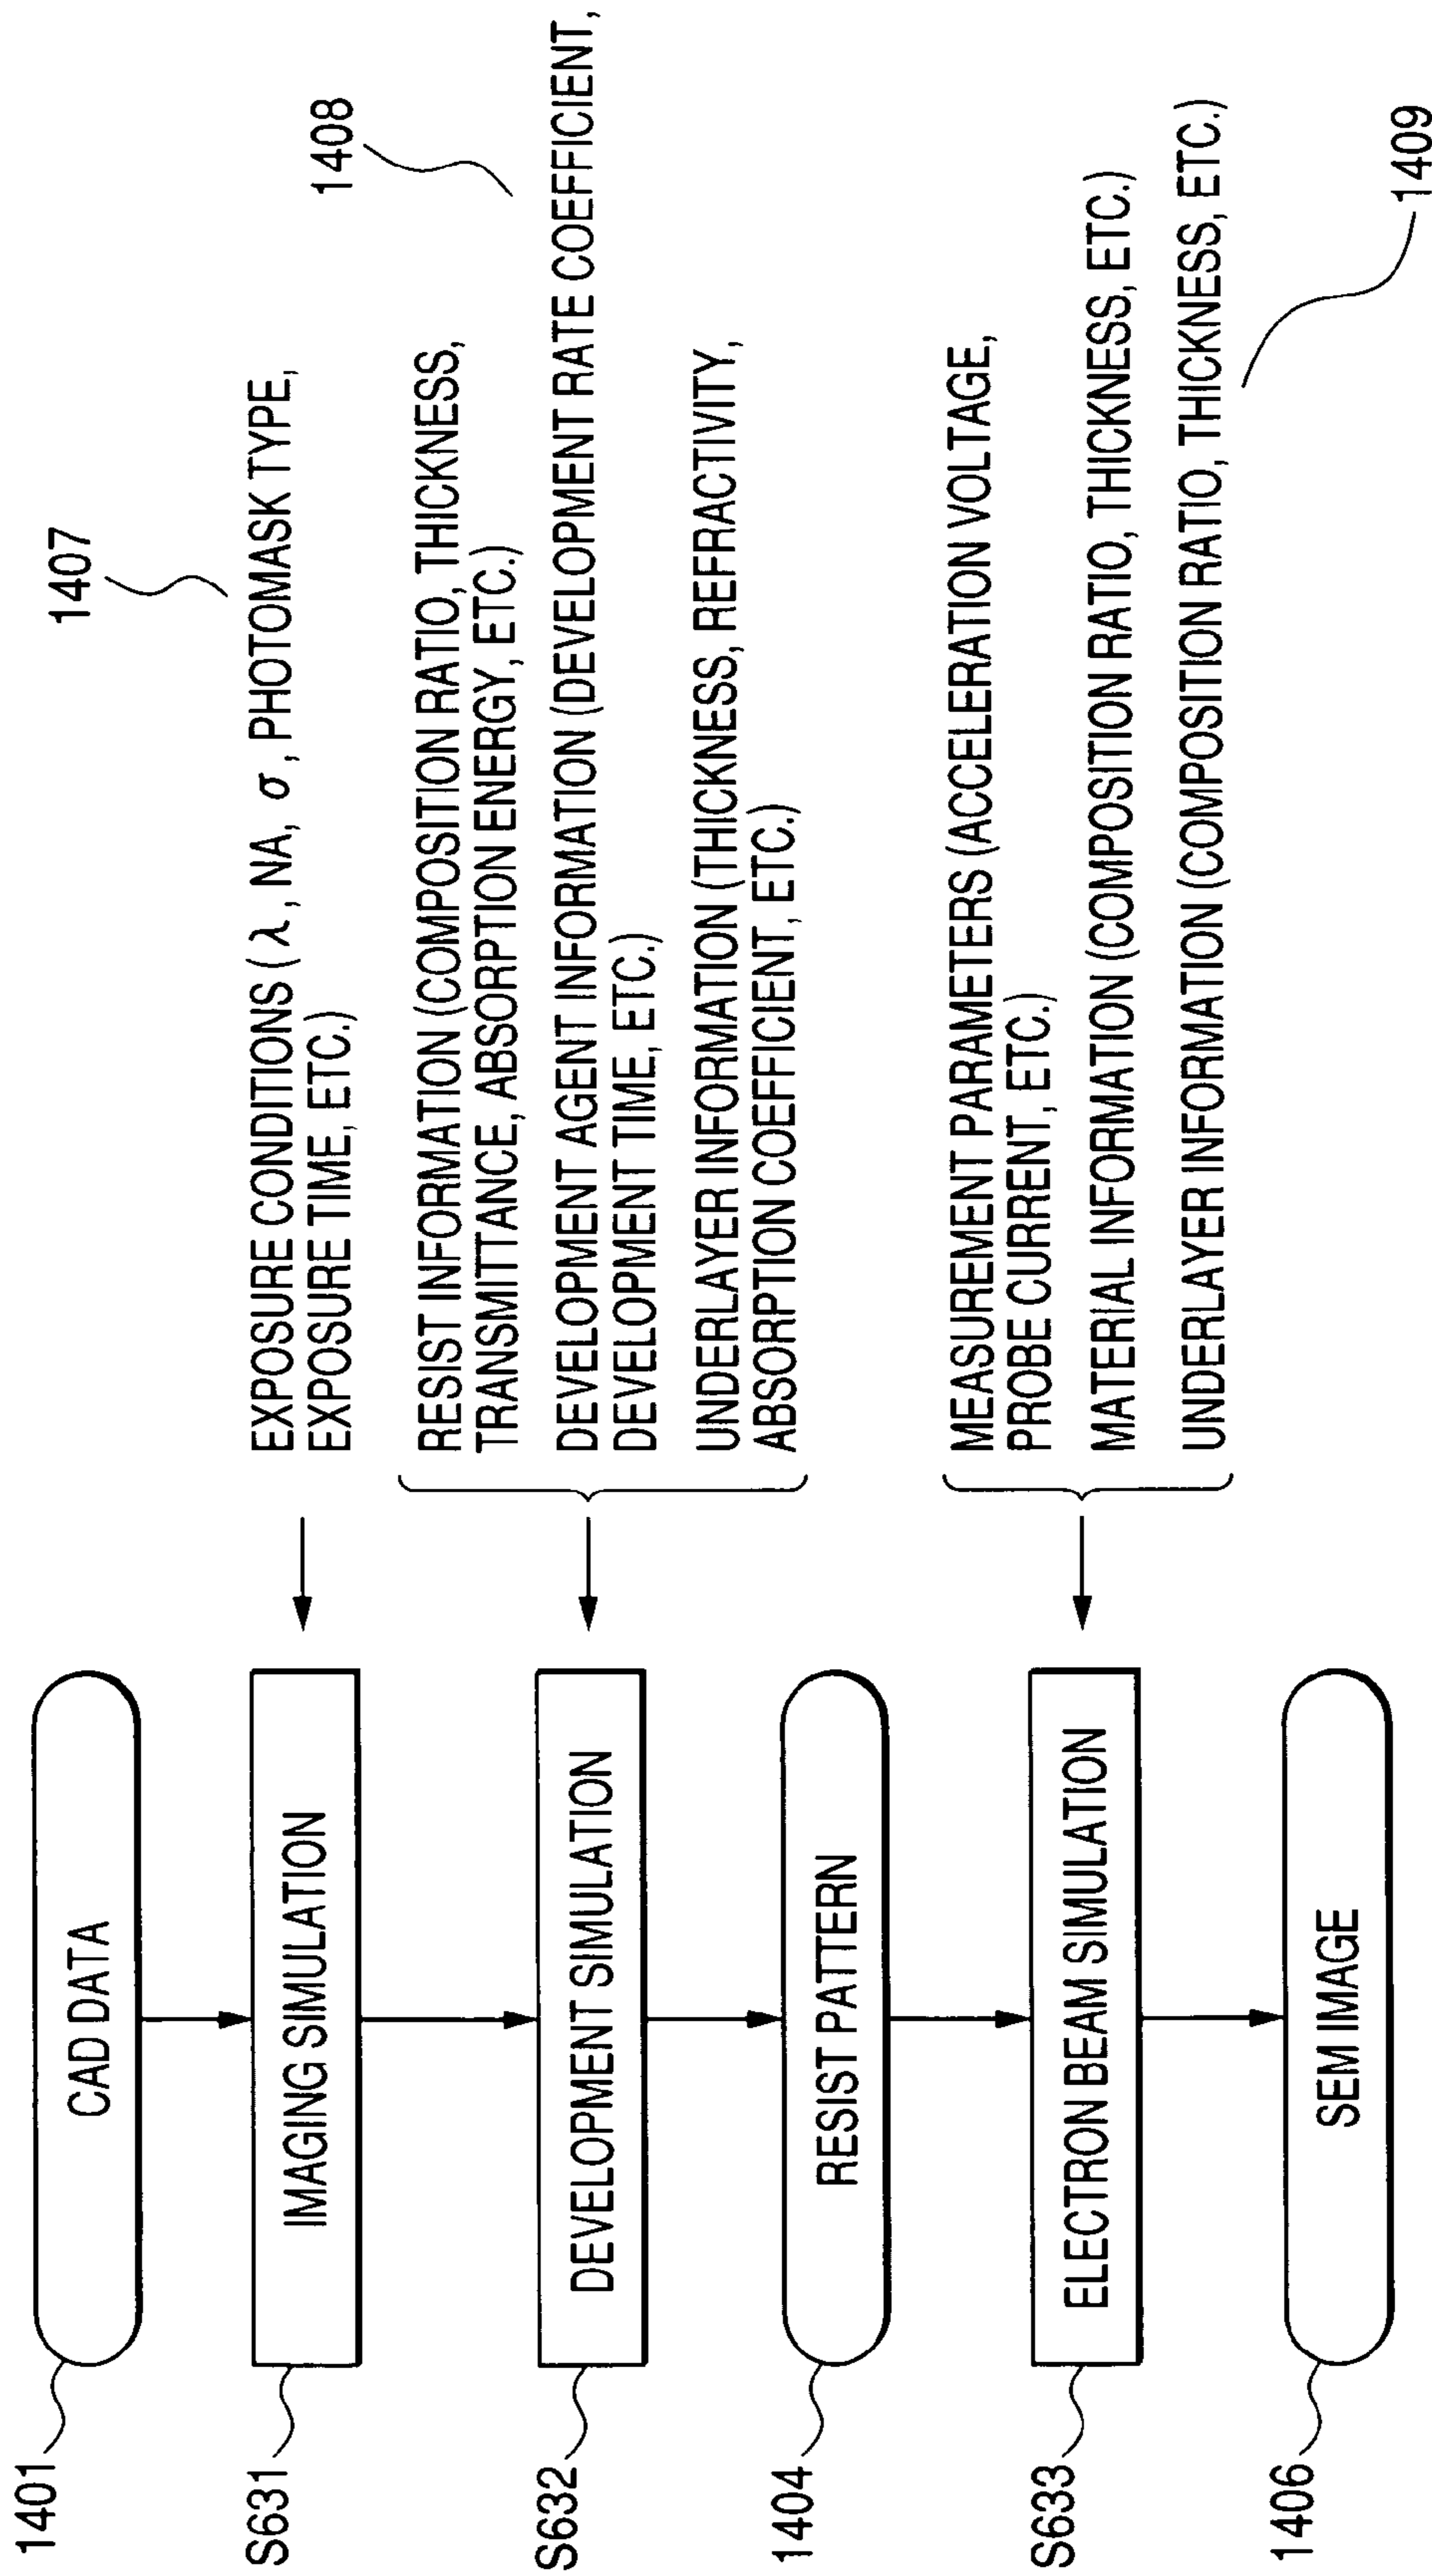 1401
CAD DATA
1407
S631
IMAGING SIMULATION
EXPOSURE CONDITIONS (λ, NA, σ, PHOTOMASK TYPE,
EXPOSURE TIME, ETC.)
1408
S632
DEVELOPMENT SIMULATION
RESIST INFORMATION (COMPOSITION RATIO, THICKNESS,
TRANSMITTANCE, ABSORPTION ENERGY, ETC.)
DEVELOPMENT AGENT INFORMATION (DEVELOPMENT RATE COEFFICIENT,
DEVELOPMENT TIME, ETC.)
UNDERLAYER INFORMATION (THICKNESS, REFRACTIVITY,
ABSORPTION COEFFICIENT, ETC.)
1404
RESIST PATTERN
S633
ELECTRON BEAM SIMULATION
MEASUREMENT PARAMETERS (ACCELERATION VOLTAGE,
PROBE CURRENT, ETC.)
MATERIAL INFORMATION (COMPOSITION RATIO, THICKNESS, ETC.)
UNDERLAYER INFORMATION (COMPOSITION RATIO, THICKNESS, ETC.)
1409
1406
SEM IMAGE